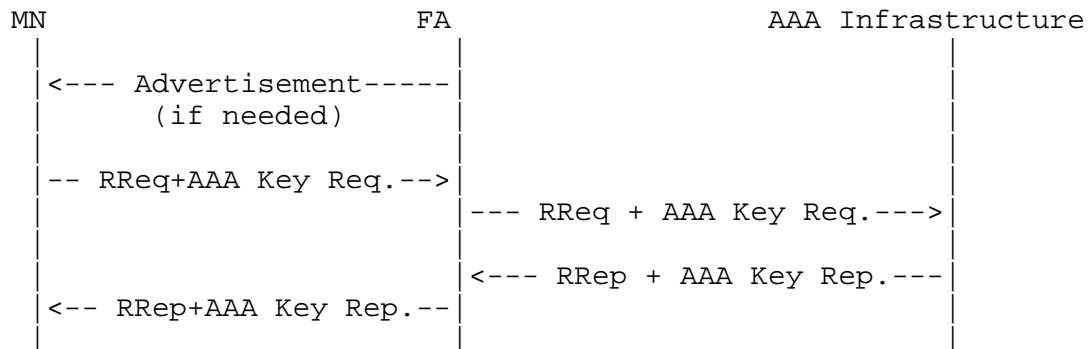 MN                      FA                   AAA Infrastructure
<--- Advertisement-----
(if needed)
-- RReq+AAA Key Req.-->
--- RReq + AAA Key Req.--->
<--- RRep + AAA Key Rep.---
<-- RRep+AAA Key Rep.--